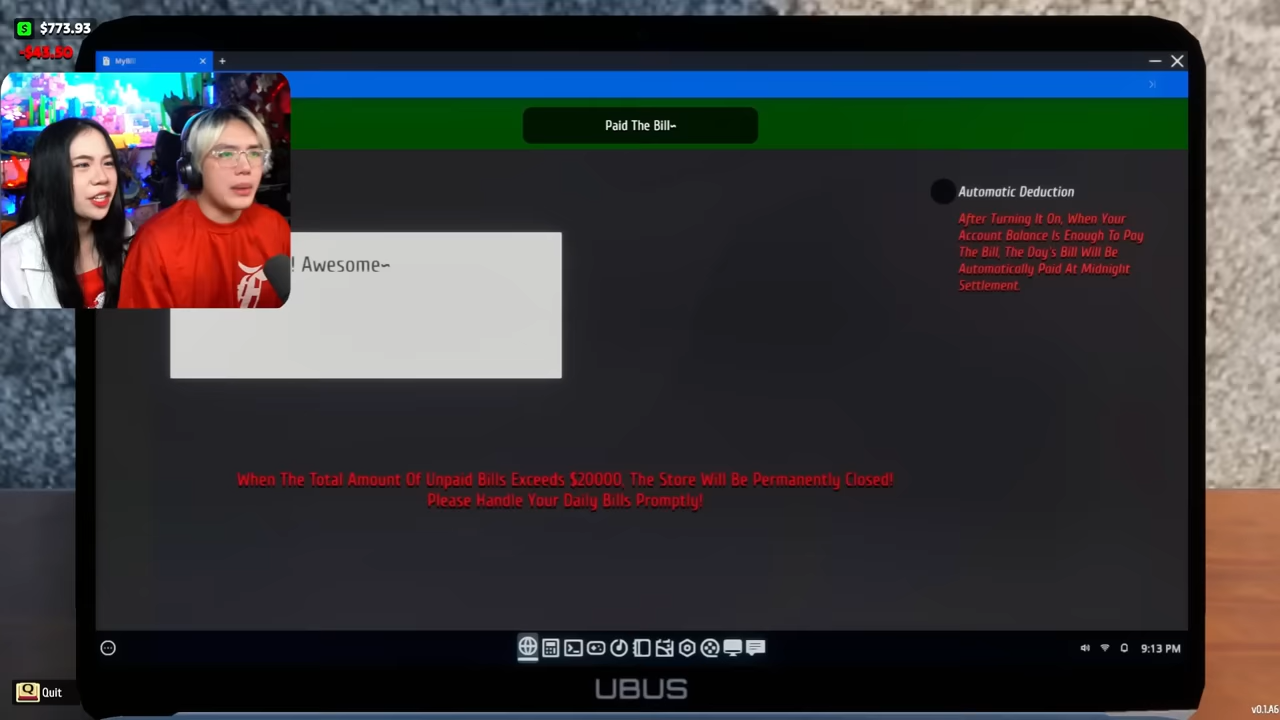 $773.93
-$43.50
Paid The Bill~
Automatic Deduction
After Turning It On, When Your
Account Balance Is Enough To Pay
The Bill, The Day's Bill Will Be
Automatically Paid At Midnight
Settlement.
! Awesome~
When The Total Amount Of Unpaid Bills Exceeds $20000, The Store Will Be Permanently Closed!
Please Handle Your Daily Bills Promptly!
9:13 PM
UBUS
Q Quit
v0.1.A6